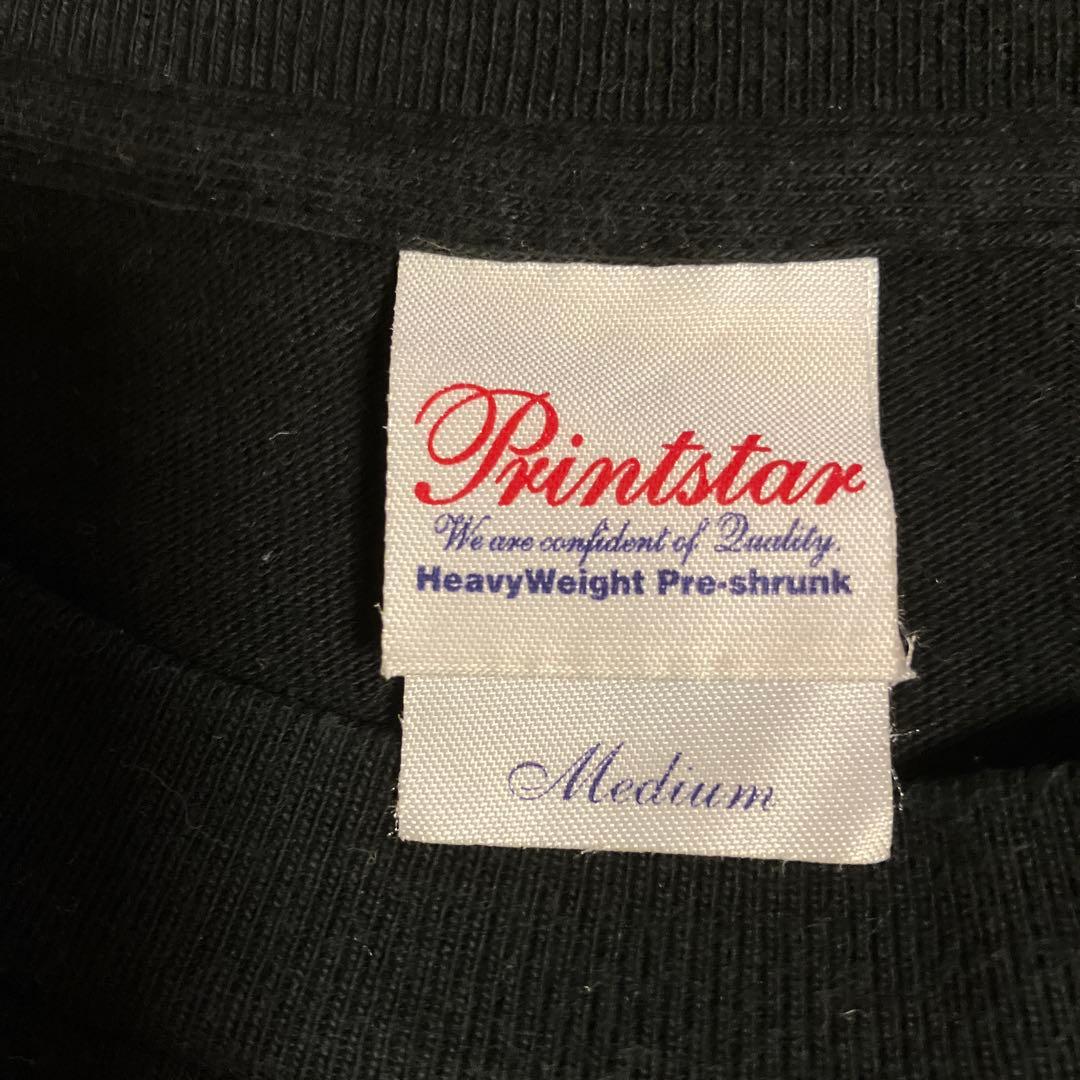 Printstar
We are confident of Quality.
HeavyWeight Pre-shrunk
Medium